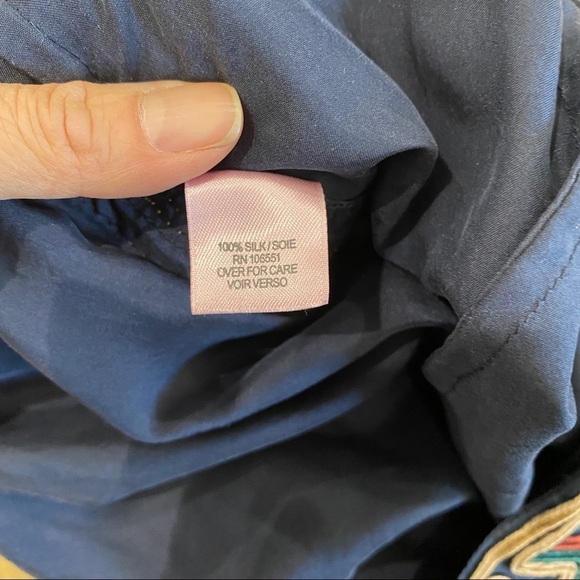 100% SILK / SOIE
RN 106551
OVER FOR CARE
VOIR VERSO